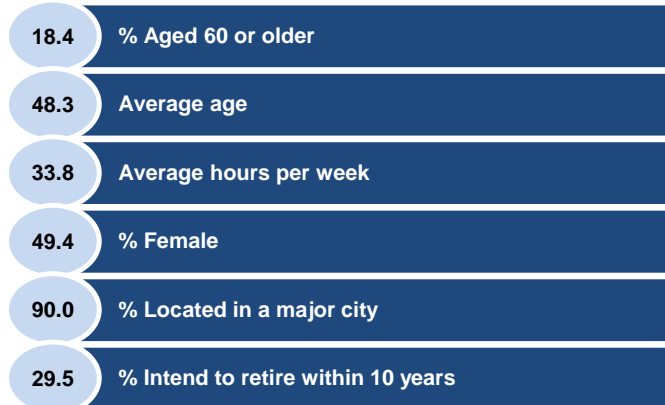 18.4 % Aged 60 or older
48.3 Average age
33.8 Average hours per week
49.4 % Female
90.0 % Located in a major city
29.5 % Intend to retire within 10 years